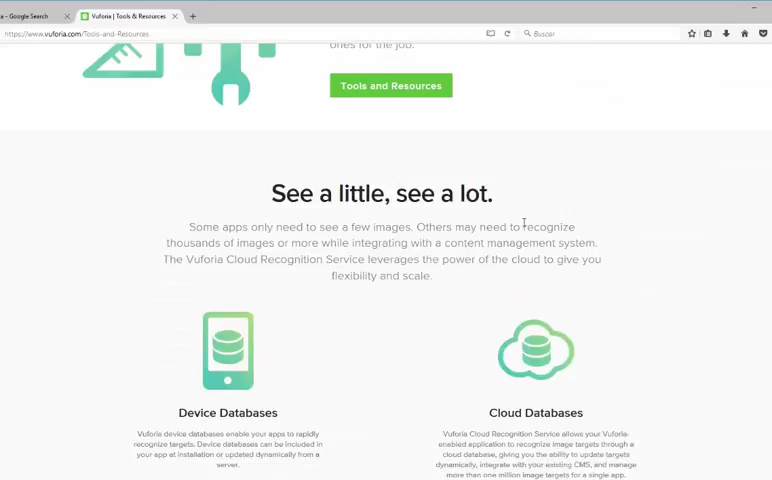 a - Google Search
Vuforia | Tools & Resources
https://www.vuforia.com/Tools-and-Resources
Buscar
ones for the job.
Tools and Resources
See a little, see a lot.
Some apps only need to see a few images. Others may need to recognize
thousands of images or more while integrating with a content management system.
The Vuforia Cloud Recognition Service leverages the power of the cloud to give you
flexibility and scale.
Device Databases
Vuforia device databases enable your apps to rapidly
recognize targets. Device databases can be included in
your app at installation or updated dynamically from a
server.
Cloud Databases
Vuforia Cloud Recognition Service allows your Vuforia-
enabled application to recognize image targets through a
cloud database, giving you the ability to update targets
dynamically, integrate with your existing CMS, and manage
more than one million image targets for a single app.